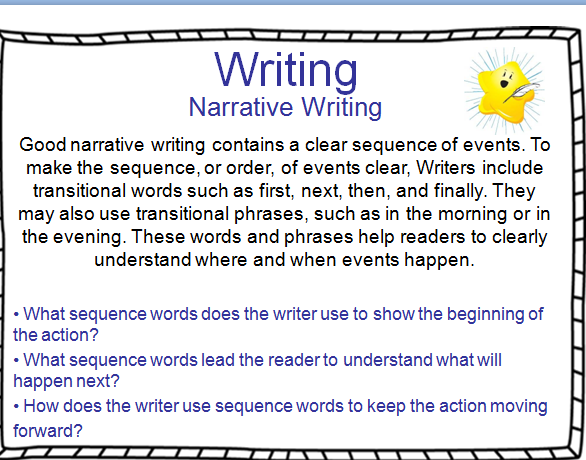 Writing
Narrative Writing
Good narrative writing contains a clear sequence of events. To
make the sequence, or order, of events clear, Writers include
transitional words such as first, next, then, and finally. They
may also use transitional phrases, such as in the morning or in
the evening. These words and phrases help readers to clearly
understand where and when events happen.
• What sequence words does the writer use to show the beginning of
the action?
• What sequence words lead the reader to understand what will
happen next?
• How does the writer use sequence words to keep the action moving
forward?